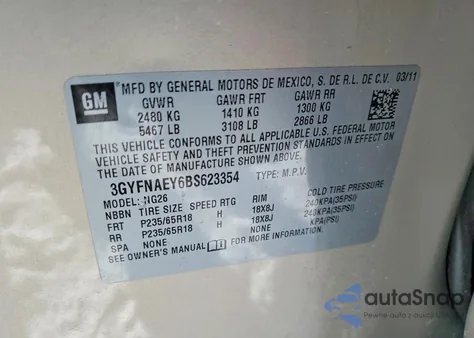 GM
MFD BY GENERAL MOTORS DE MEXICO, S. DE R.L. DE C.V. 03/11
GVWR GAWR FRT GAWR RR
2480 KG 1410 KG 1300 KG
5467 LB 3108 LB 2866 LB
THIS VEHICLE CONFORMS TO ALL APPLICABLE U.S. FEDERAL MOTOR
VEHICLE SAFETY AND THEFT PREVENTION STANDARDS IN EFFECT ON
THE DATE OF MANUFACTURE SHOWN ABOVE.
3GYFNAEY6BS623354 TYPE: M.P.V.
MODEL: NG26
NBBN TIRE SIZE SPEED RTG RIM COLD TIRE PRESSURE
FRT P235/65R18 H 18X8J 240KPA(35PSI)
RR P235/65R18 H 18X8J 240KPA(35PSI)
SPA NONE NONE KPA(PSI)
SEE OWNER'S MANUAL FOR MORE INFORMATION.
autoSnap
Pewne auto z aukcji